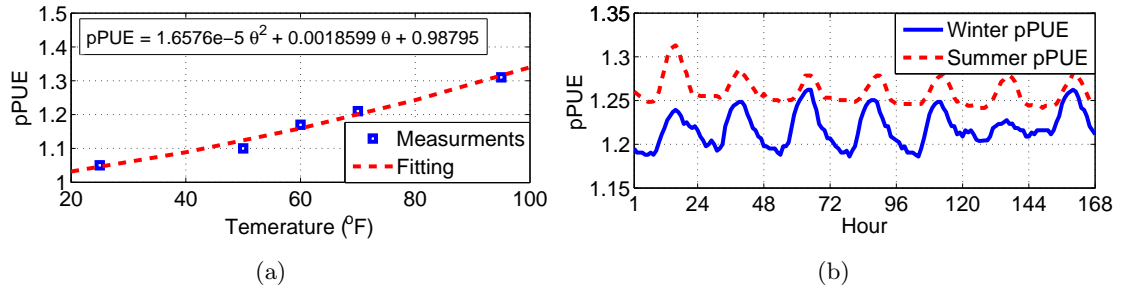 pPUE = 1.6576e−5 θ² + 0.0018599 θ + 0.98795
1.5
1.4
1.3
1.2
1.1
1
pPUE
Measurments
Fitting
20
40
60
80
100
Temerature (°F)
(a)
1.35
1.3
1.25
1.2
1.15
pPUE
Winter pPUE
Summer pPUE
1
24
48
72
96
120
144
168
Hour
(b)